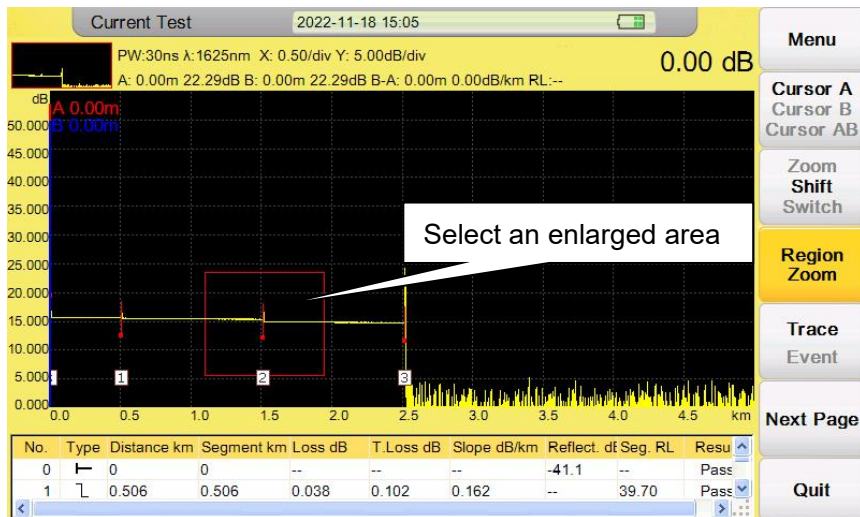 Current Test 2022-11-18 15:05
PW:30ns λ:1625nm X: 0.50/div Y: 5.00dB/div
A: 0.00m 22.29dB B: 0.00m 22.29dB B-A: 0.00m 0.00dB/km RL:--
0.00 dB
dB
A 0.00m
B 0.00m
50.000
45.000
40.000
35.000
30.000
25.000
20.000
15.000
10.000
5.000
0.000
Select an enlarged area
1 2 3
0.0 0.5 1.0 1.5 2.0 2.5 3.0 3.5 4.0 4.5 km
No. Type Distance km Segment km Loss dB T.Loss dB Slope dB/km Reflect. dE Seg. RL Resu
0 0 0 -- -- -- -41.1 -- Pass
1 0.506 0.506 0.038 0.102 0.162 -- 39.70 Pass
Menu
Cursor A
Cursor B
Cursor AB
Zoom
Shift
Switch
Region
Zoom
Trace
Event
Next Page
Quit